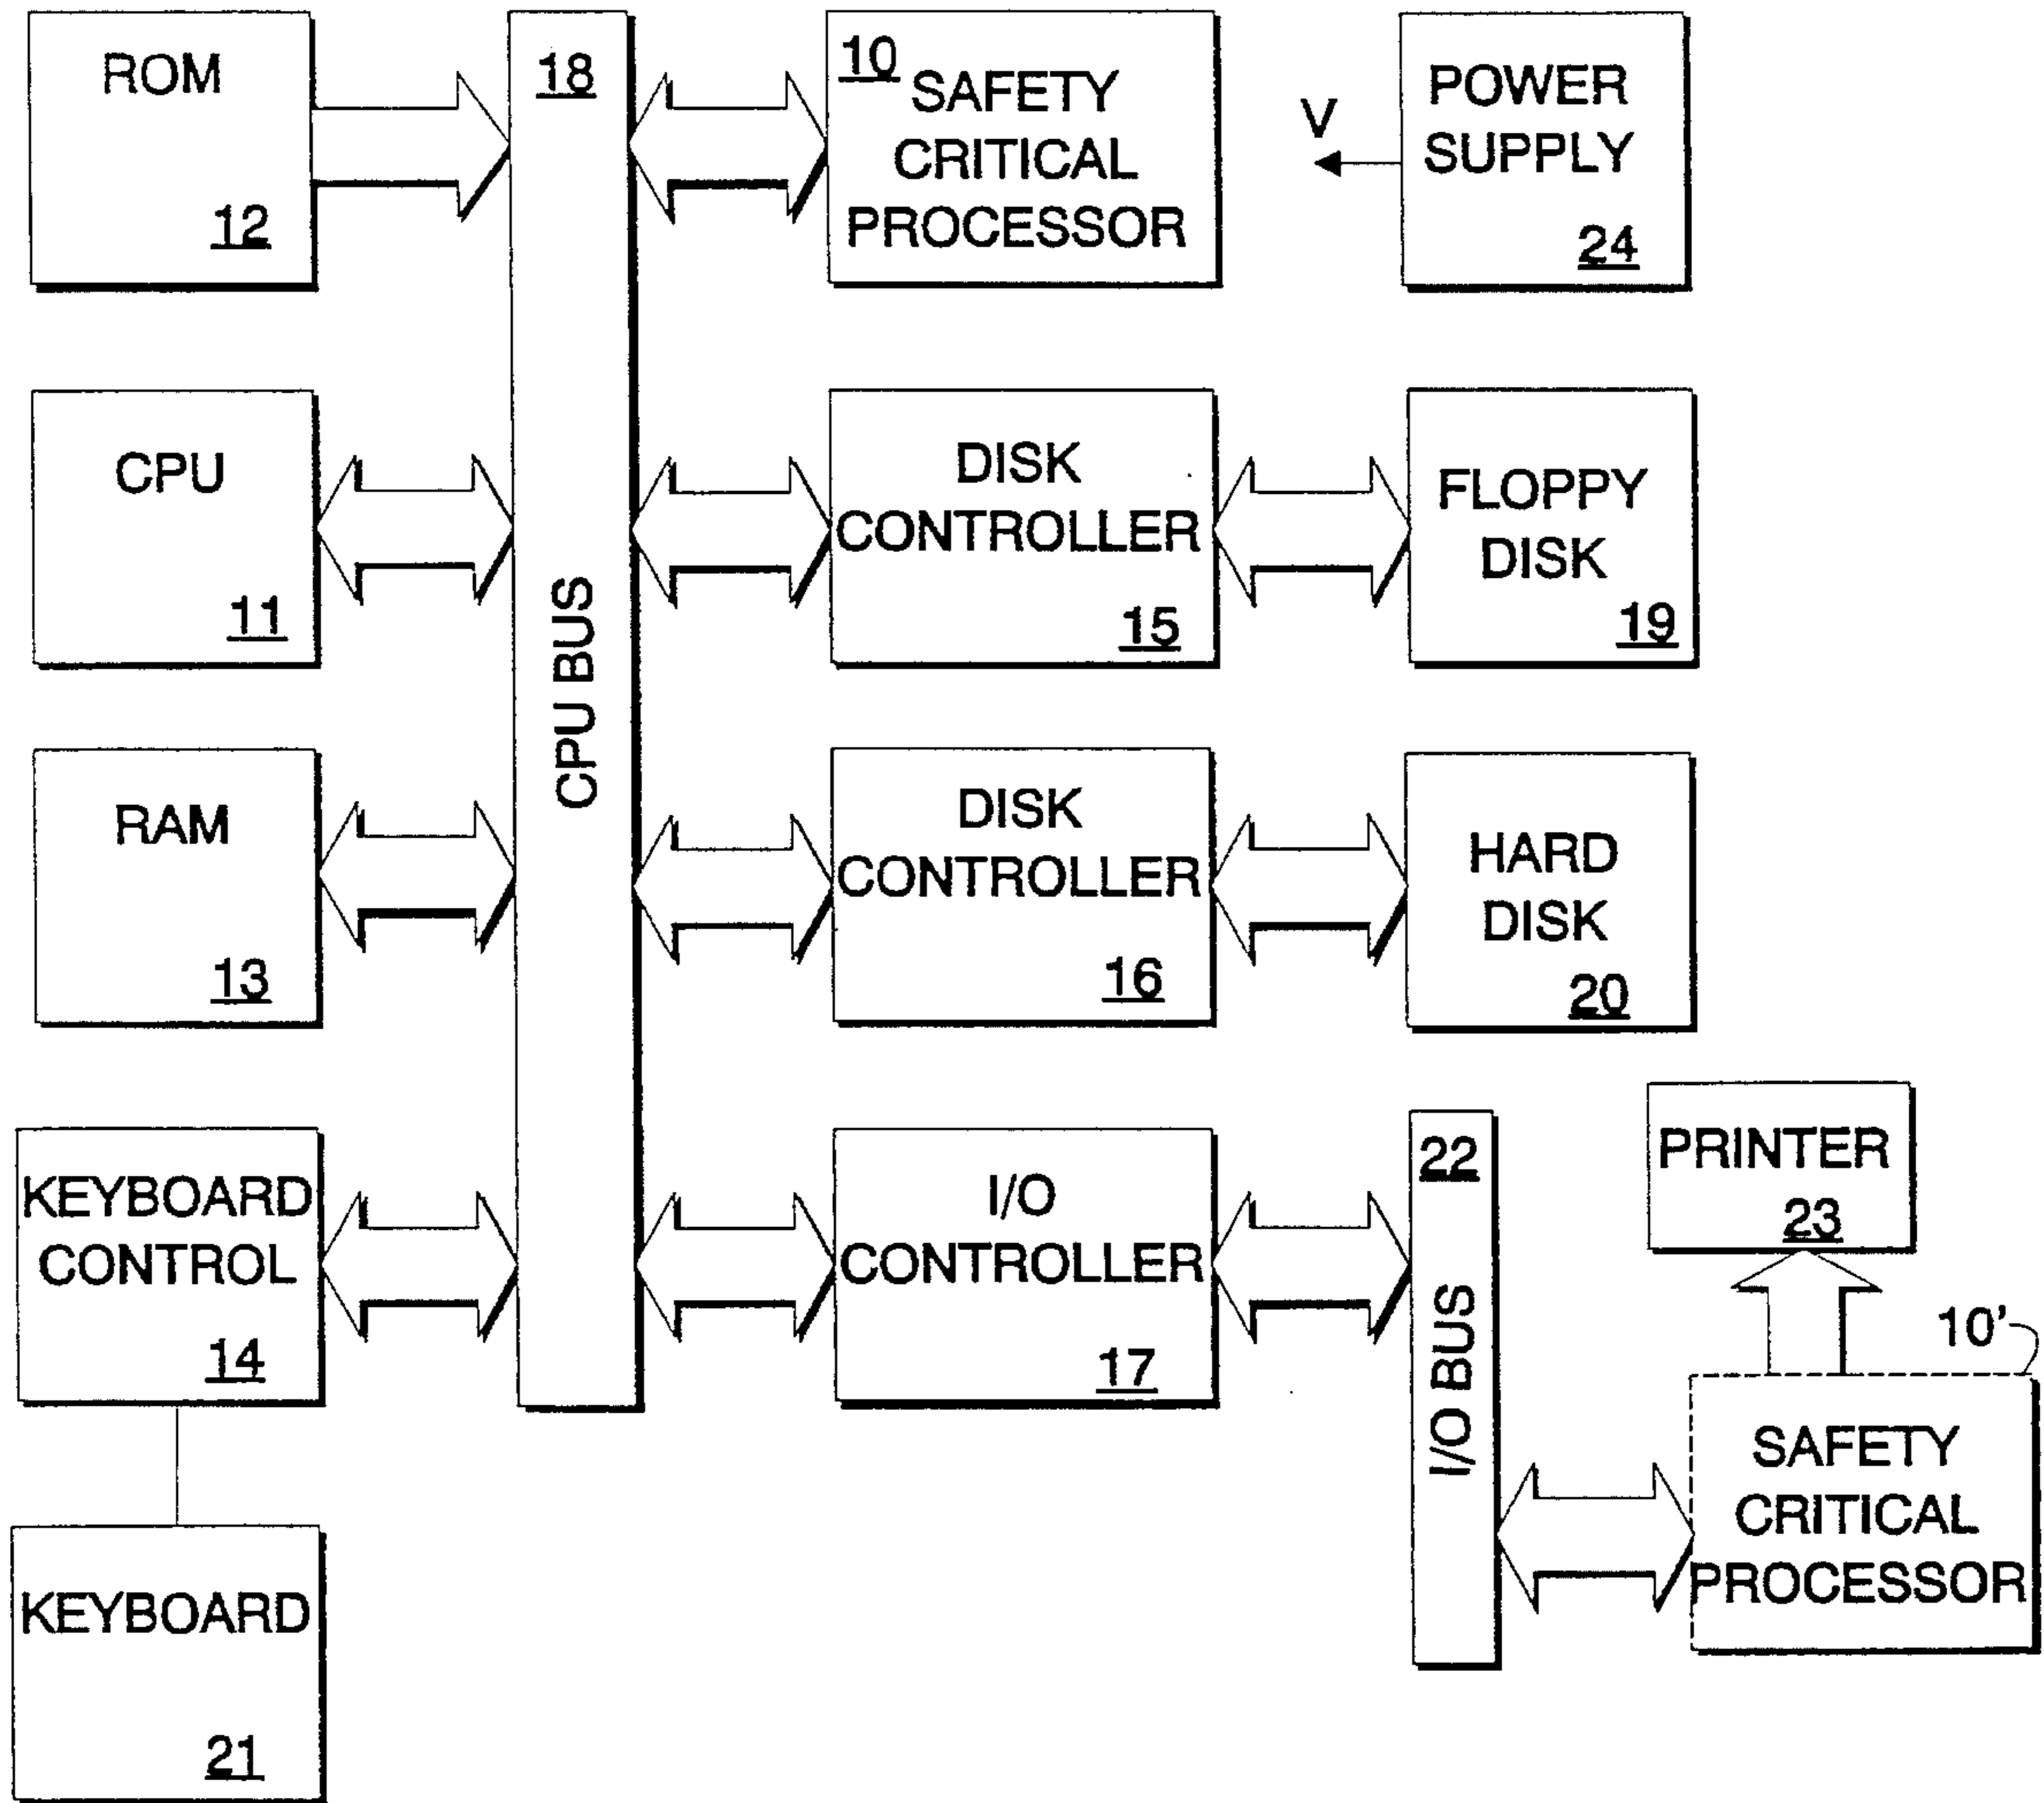 ROM
12
18
10
SAFETY
CRITICAL
PROCESSOR
V
POWER
SUPPLY
24
CPU
11
CPU BUS
DISK
CONTROLLER
15
FLOPPY
DISK
19
RAM
13
DISK
CONTROLLER
16
HARD
DISK
20
KEYBOARD
CONTROL
14
I/O
CONTROLLER
17
22
I/O BUS
PRINTER
23
10'
SAFETY
CRITICAL
PROCESSOR
KEYBOARD
21